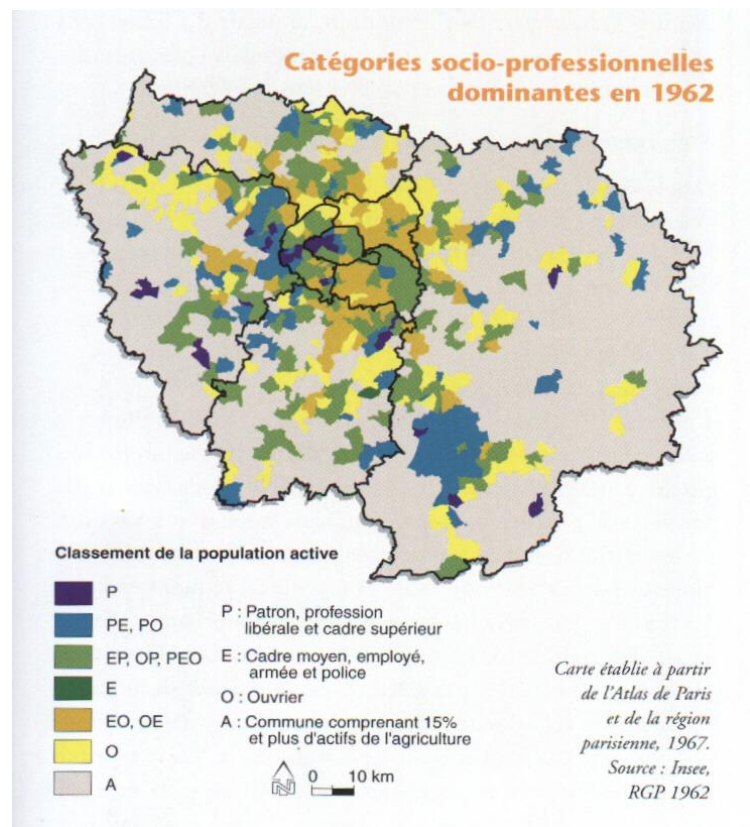 Catégories socio-professionnelles
dominantes en 1962
Classement de la population active
P
PE, PO
EP, OP, PEO
E
EO, OE
O
A
P : Patron, profession
libérale et cadre supérieur
E : Cadre moyen, employé,
armée et police
O : Ouvrier
A : Commune comprenant 15%
et plus d'actifs de l'agriculture
N
0 10 km
Carte établie à partir
de l'Atlas de Paris
et de la région
parisienne, 1967.
Source : Insee,
RGP 1962